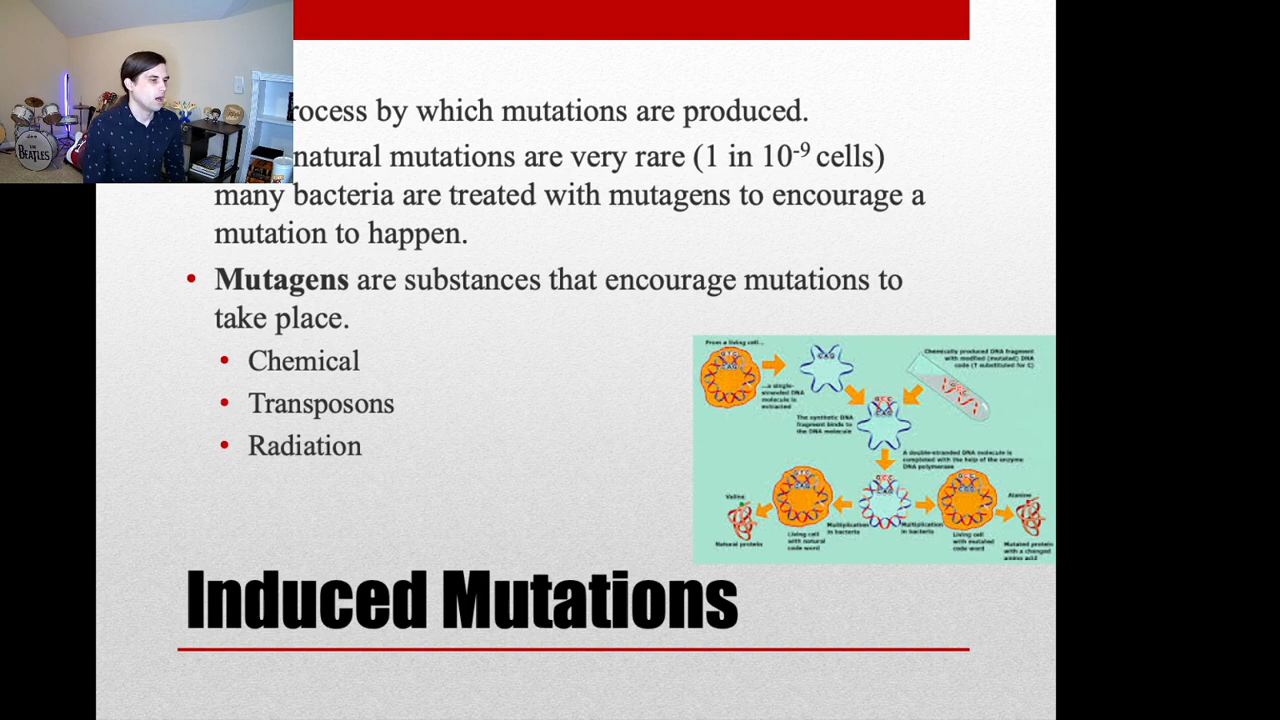 THE
BEATLES
rocess by which mutations are produced.
natural mutations are very rare (1 in 10⁻⁹ cells)
many bacteria are treated with mutagens to encourage a
mutation to happen.
• Mutagens are substances that encourage mutations to
take place.
• Chemical
• Transposons
• Radiation
From a living cell...
...a single-
stranded DNA
molecule is
extracted
Chemically produced DNA fragment
with modified (mutated) DNA
code (T substituted for C)
The synthetic DNA
fragment binds to
the DNA molecule
A double-stranded DNA molecule is
completed with the help of the enzyme
DNA polymerase
Valine
Natural protein
Living cell
with natural
code word
Multiplication
in bacteria
Multiplication
in bacteria
Living cell
with mutated
code word
Alanine
Mutated protein
with a changed
amino acid
Induced Mutations